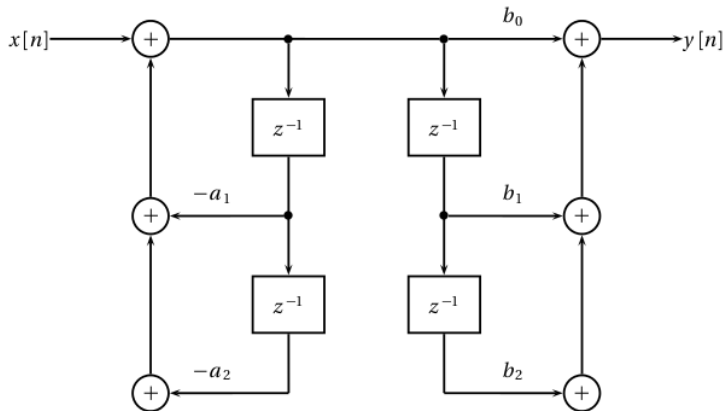 b₀
x[n] + + y[n]
z⁻¹ z⁻¹
−a₁ b₁
+ +
z⁻¹ z⁻¹
−a₂ b₂
+ +